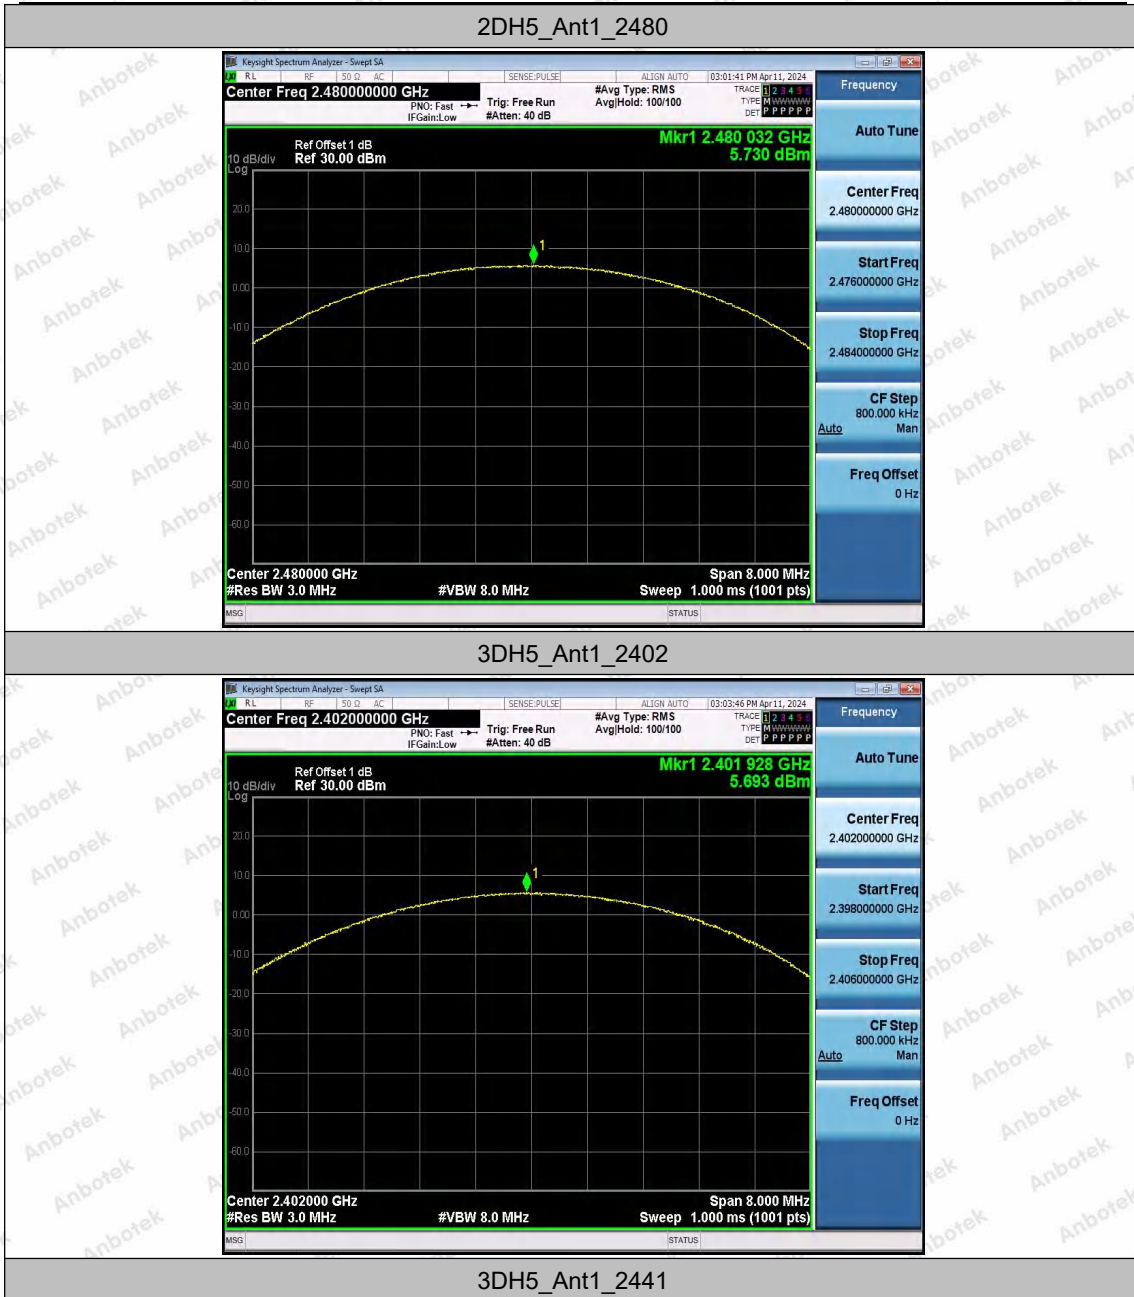 2DH5_Ant1_2480
Keysight Spectrum Analyzer - Swept SA
RL RF 50 Ω AC SENSE:PULSE ALIGN AUTO 03:01:41 PM Apr 11, 2024
Center Freq 2.480000000 GHz #Avg Type: RMS TRACE 1 2 3 4 5 6
PNO: Fast Trig: Free Run Avg|Hold: 100/100 TYPE M WWWWW
IFGain:Low #Atten: 40 dB DET P P P P P P
Frequency
Auto Tune
Mkr1 2.480 032 GHz
5.730 dBm
Ref Offset 1 dB
10 dB/div Ref 30.00 dBm
Log
20.0
10.0
0.00
-10.0
-20.0
-30.0
-40.0
-50.0
-60.0
1
Center Freq
2.480000000 GHz
Start Freq
2.476000000 GHz
Stop Freq
2.484000000 GHz
CF Step
800.000 kHz
Auto Man
Freq Offset
0 Hz
Center 2.480000 GHz Span 8.000 MHz
#Res BW 3.0 MHz #VBW 8.0 MHz Sweep 1.000 ms (1001 pts)
MSG STATUS
3DH5_Ant1_2402
Keysight Spectrum Analyzer - Swept SA
RL RF 50 Ω AC SENSE:PULSE ALIGN AUTO 03:03:46 PM Apr 11, 2024
Center Freq 2.402000000 GHz #Avg Type: RMS TRACE 1 2 3 4 5 6
PNO: Fast Trig: Free Run Avg|Hold: 100/100 TYPE M WWWWW
IFGain:Low #Atten: 40 dB DET P P P P P P
Frequency
Auto Tune
Mkr1 2.401 928 GHz
5.693 dBm
Ref Offset 1 dB
10 dB/div Ref 30.00 dBm
Log
20.0
10.0
0.00
-10.0
-20.0
-30.0
-40.0
-50.0
-60.0
1
Center Freq
2.402000000 GHz
Start Freq
2.398000000 GHz
Stop Freq
2.406000000 GHz
CF Step
800.000 kHz
Auto Man
Freq Offset
0 Hz
Center 2.402000 GHz Span 8.000 MHz
#Res BW 3.0 MHz #VBW 8.0 MHz Sweep 1.000 ms (1001 pts)
MSG STATUS
3DH5_Ant1_2441
Anbotek